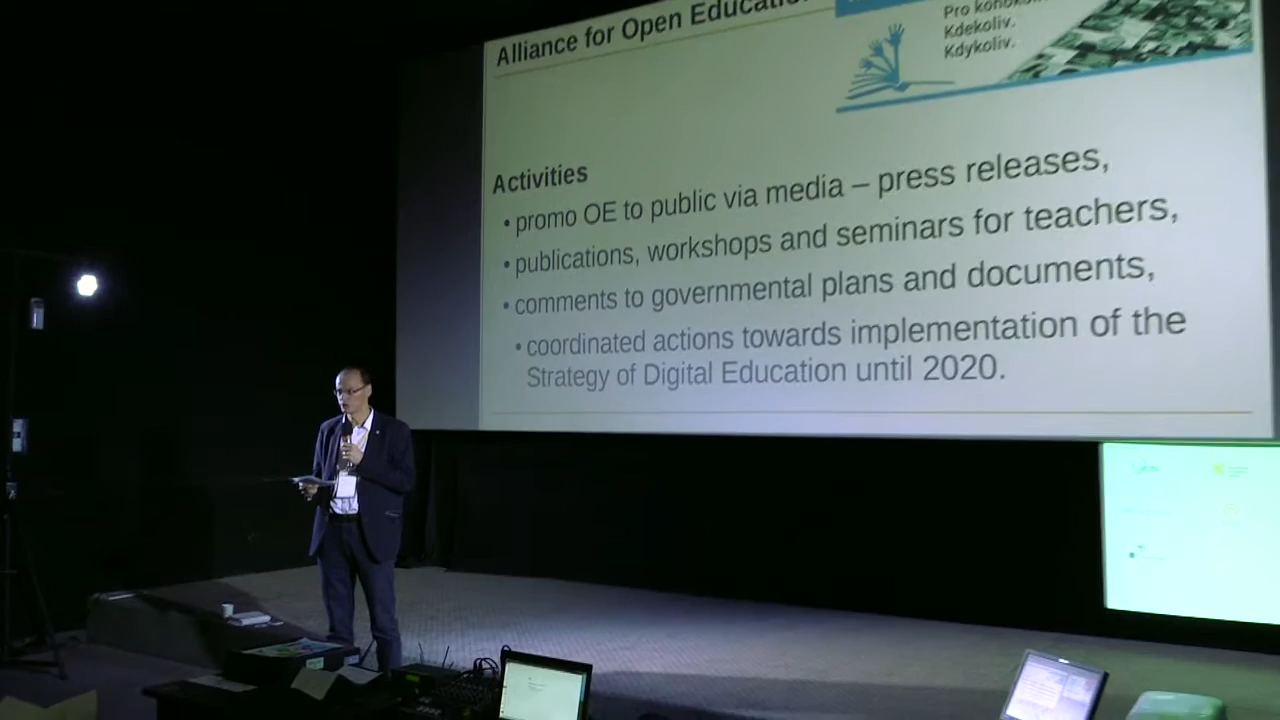 Alliance for Open Education
Pro kohokoliv.
Kdekoliv.
Kdykoliv.
Activities
• promo OE to public via media – press releases,
• publications, workshops and seminars for teachers,
• comments to governmental plans and documents,
• coordinated actions towards implementation of the
Strategy of Digital Education until 2020.